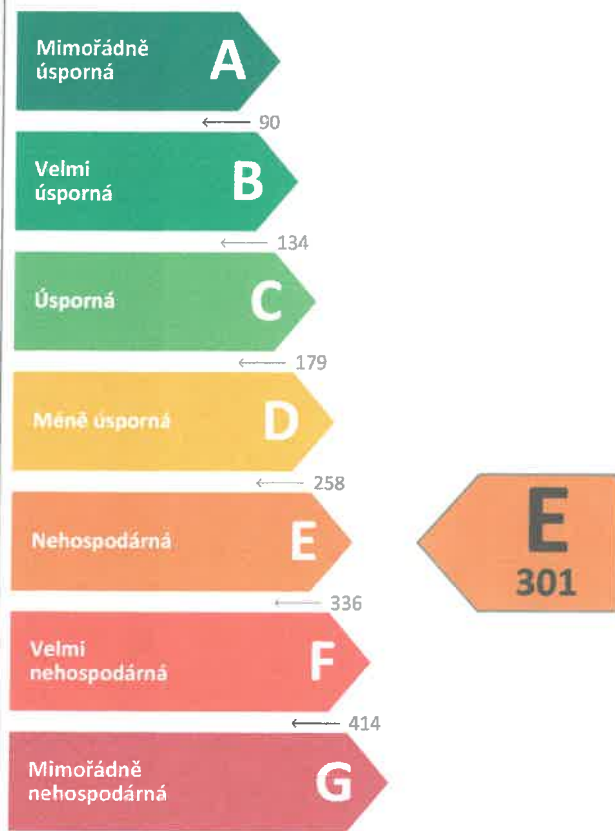 Mimořádně
úsporná
A
90
Velmi
úsporná
B
134
Úsporná
C
179
Méně úsporná
D
258
Nehospodárná
E
E
301
336
Velmi
nehospodárná
F
414
Mimořádně
nehospodárná
G